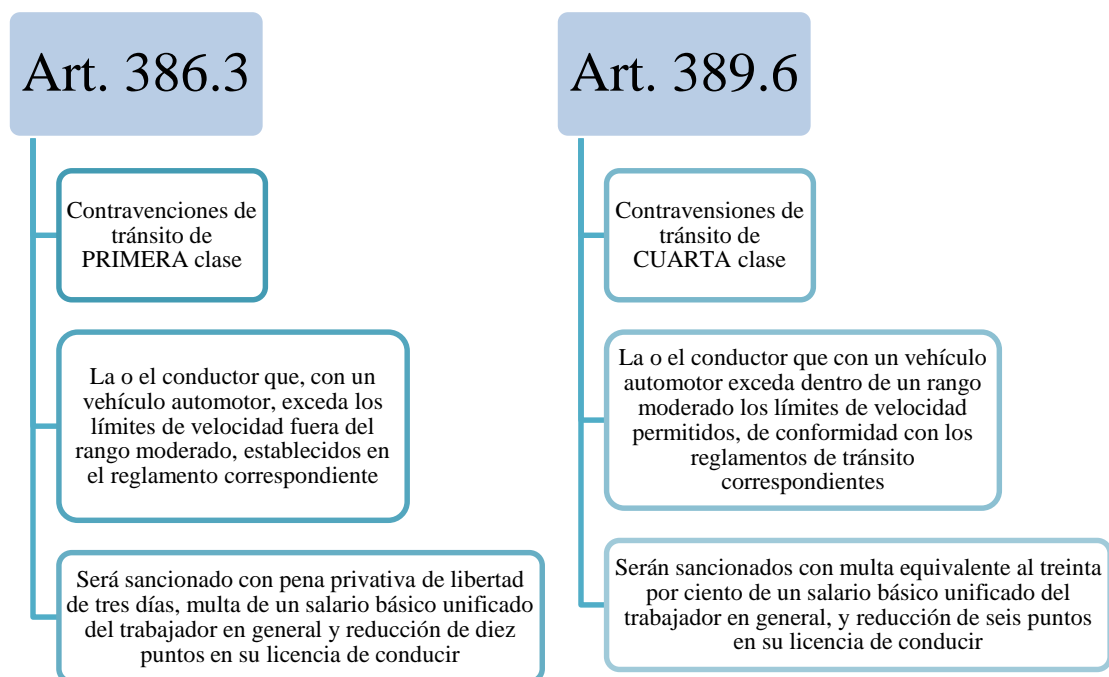 Art. 386.3
Contravenciones de
tránsito de
PRIMERA clase
La o el conductor que, con un
vehículo automotor, exceda los
límites de velocidad fuera del
rango moderado, establecidos en
el reglamento correspondiente
Será sancionado con pena privativa de libertad
de tres días, multa de un salario básico unificado
del trabajador en general y reducción de diez
puntos en su licencia de conducir
Art. 389.6
Contravensiones de
tránsito de
CUARTA clase
La o el conductor que con un vehículo
automotor exceda dentro de un rango
moderado los límites de velocidad
permitidos, de conformidad con los
reglamentos de tránsito
correspondientes
Serán sancionados con multa equivalente al treinta
por ciento de un salario básico unificado del
trabajador en general, y reducción de seis puntos
en su licencia de conducir